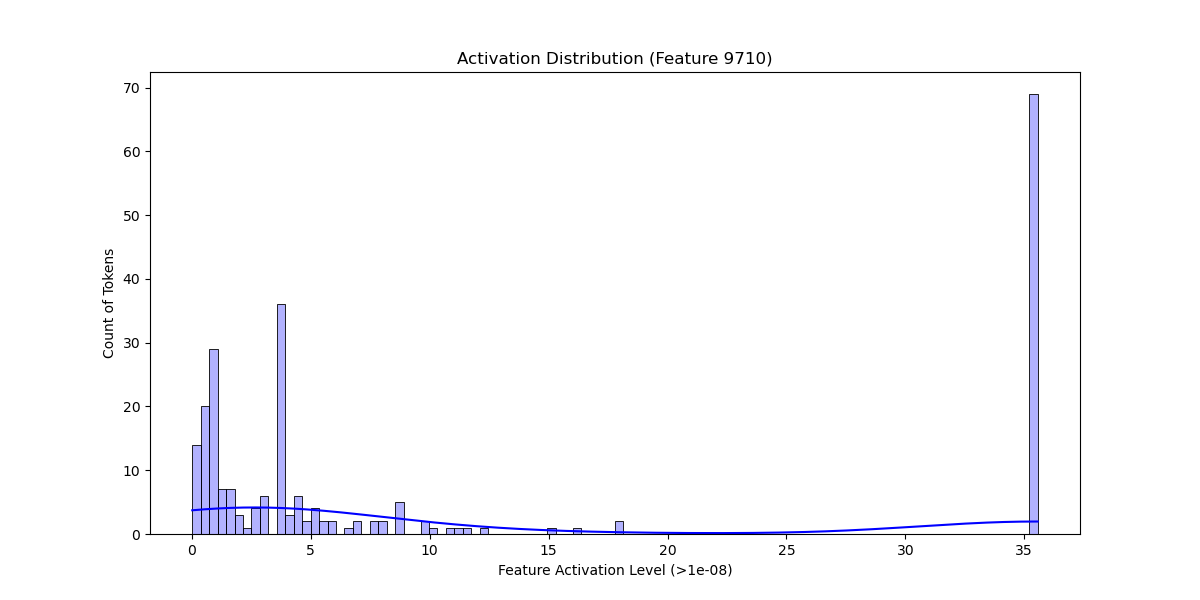 Activation Distribution (Feature 9710)
Count of Tokens
70
60
50
40
30
20
10
0
0 5 10 15 20 25 30 35
Feature Activation Level (>1e-08)